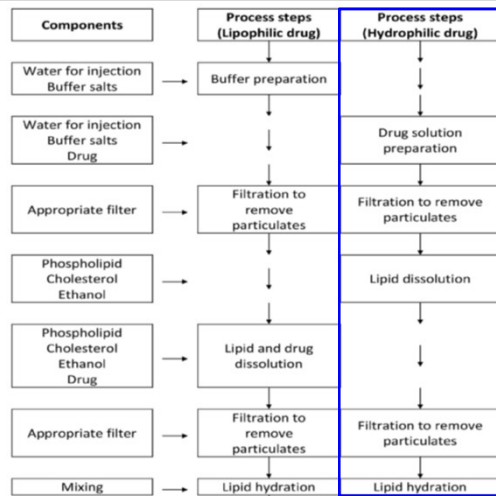 Components
Process steps
(Lipophilic drug)
Process steps
(Hydrophilic drug)
Water for injection
Buffer salts
Buffer preparation
Water for injection
Buffer salts
Drug
Drug solution
preparation
Appropriate filter
Filtration to
remove
particulates
Filtration to remove
particulates
Phospholipid
Cholesterol
Ethanol
Lipid dissolution
Phospholipid
Cholesterol
Ethanol
Drug
Lipid and drug
dissolution
Appropriate filter
Filtration to
remove
particulates
Filtration to remove
particulates
Mixing
Lipid hydration
Lipid hydration